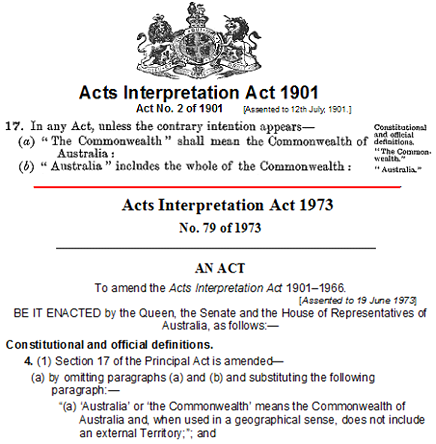 Acts Interpretation Act 1901
Act No. 2 of 1901 [Assented to 12th July, 1901.]
17. In any Act, unless the contrary intention appears—
(a) “ The Commonwealth ” shall mean the Commonwealth of
Australia :
(b) “ Australia ” includes the whole of the Commonwealth :
Constitutional
and official
definitions.
"The Common-
wealth."
"Australia."
Acts Interpretation Act 1973
No. 79 of 1973
AN ACT
To amend the Acts Interpretation Act 1901–1966.
[Assented to 19 June 1973]
BE IT ENACTED by the Queen, the Senate and the House of Representatives of
Australia, as follows:—
Constitutional and official definitions.
4. (1) Section 17 of the Principal Act is amended—
(a) by omitting paragraphs (a) and (b) and substituting the following
paragraph:—
“(a) ‘Australia’ or ‘the Commonwealth’ means the Commonwealth of
Australia and, when used in a geographical sense, does not include
an external Territory;”; and